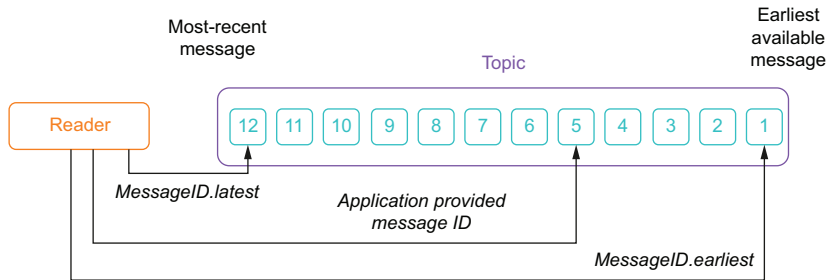 Most-recent
message
Earliest
available
message
Topic
Reader
12 11 10 9 8 7 6 5 4 3 2 1
MessageID.latest
Application provided
message ID
MessageID.earliest